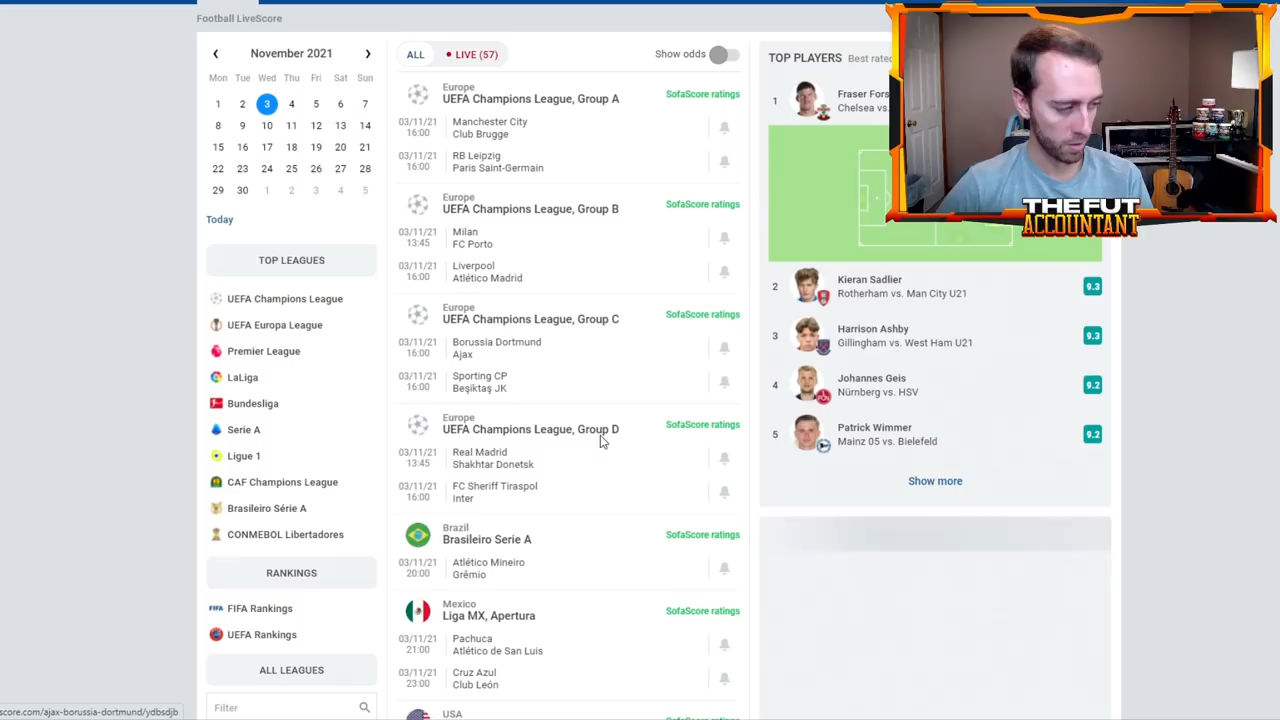 Football LiveScore
November 2021
Mon Tue Wed Thu Fri Sat Sun
1 2 3 4 5 6 7
8 9 10 11 12 13 14
15 16 17 18 19 20 21
22 23 24 25 26 27 28
29 30 1 2 3 4 5
Today
TOP LEAGUES
UEFA Champions League
UEFA Europa League
Premier League
LaLiga
Bundesliga
Serie A
Ligue 1
CAF Champions League
Brasileiro Série A
CONMEBOL Libertadores
RANKINGS
FIFA FIFA Rankings
UEFA Rankings
ALL LEAGUES
Filter
score.com/ajax-borussia-dortmund/ydbsdjb
ALL LIVE (57) Show odds
Europe
UEFA Champions League, Group A SofaScore ratings
03/11/21 Manchester City
16:00 Club Brugge
03/11/21 RB Leipzig
16:00 Paris Saint-Germain
Europe
UEFA Champions League, Group B SofaScore ratings
03/11/21 Milan
13:45 FC Porto
03/11/21 Liverpool
16:00 Atlético Madrid
Europe
UEFA Champions League, Group C SofaScore ratings
03/11/21 Borussia Dortmund
16:00 Ajax
03/11/21 Sporting CP
16:00 Beşiktaş JK
Europe
UEFA Champions League, Group D SofaScore ratings
03/11/21 Real Madrid
13:45 Shakhtar Donetsk
03/11/21 FC Sheriff Tiraspol
16:00 Inter
Brazil
Brasileiro Serie A SofaScore ratings
03/11/21 Atlético Mineiro
20:00 Grêmio
Mexico
Liga MX, Apertura SofaScore ratings
03/11/21 Pachuca
21:00 Atlético de San Luis
03/11/21 Cruz Azul
23:00 Club León
USA
TOP PLAYERS Best rate
1 Fraser Fors
Chelsea vs.
2 Kieran Sadlier 9.3
Rotherham vs. Man City U21
3 Harrison Ashby 9.3
Gillingham vs. West Ham U21
4 Johannes Geis 9.2
Nürnberg vs. HSV
5 Patrick Wimmer 9.2
Mainz 05 vs. Bielefeld
Show more
THE FUT
ACCOUNTANT